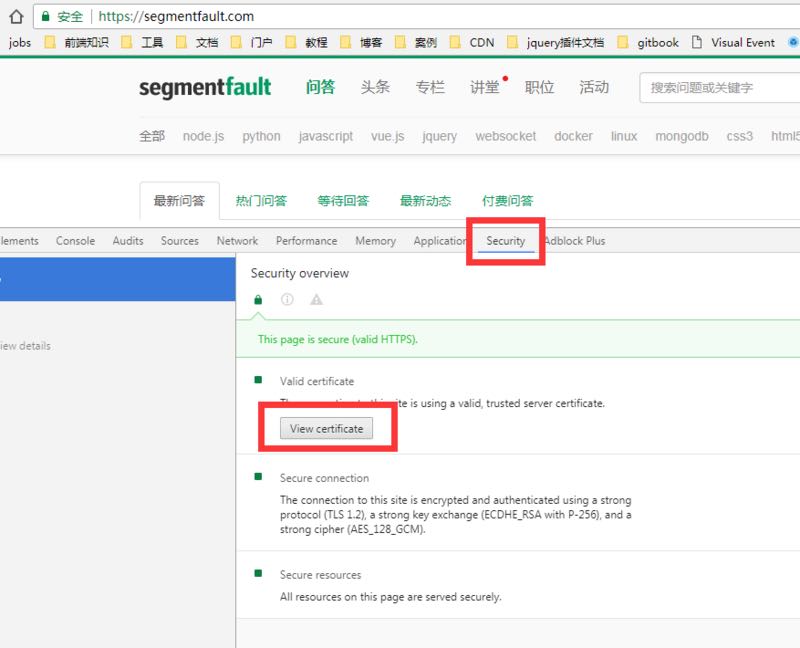 安全 https://segmentfault.com
jobs 前端知识 工具 文档 门户 教程 博客 案例 CDN jquery插件文档 gitbook Visual Event
segmentfault 问答 头条 专栏 讲堂 职位 活动 搜索问题或关键字
全部 node.js python javascript vue.js jquery websocket docker linux mongodb css3 html5
最新问答 热门问答 等待回答 最新动态 付费问答
lements Console Audits Sources Network Performance Memory Application Security Adblock Plus
Security overview
This page is secure (valid HTTPS).
iew details
Valid certificate
The connection to this site is using a valid, trusted server certificate.
View certificate
Secure connection
The connection to this site is encrypted and authenticated using a strong
protocol (TLS 1.2), a strong key exchange (ECDHE_RSA with P-256), and a
strong cipher (AES_128_GCM).
Secure resources
All resources on this page are served securely.